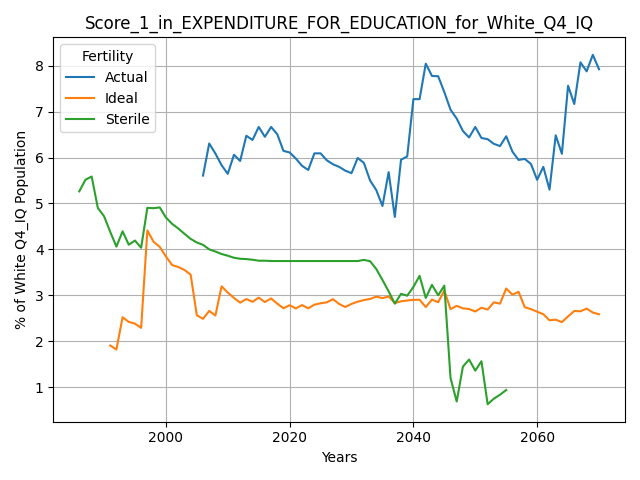 Score_1_in_EXPENDITURE_FOR_EDUCATION_for_White_Q4_IQ
Fertility
Actual
Ideal
Sterile
% of White Q4_IQ Population
8
7
6
5
4
3
2
1
2000
2020
2040
2060
Years